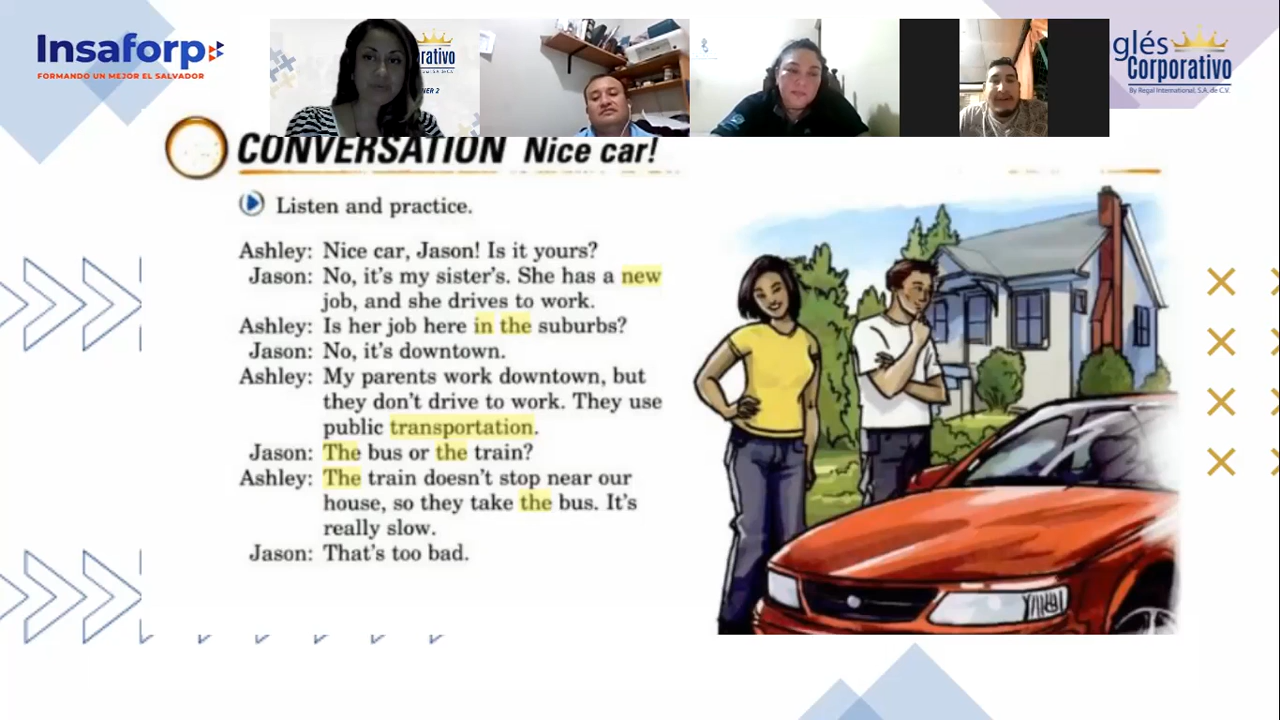 Insaforp
FORMANDO UN MEJOR EL SALVADOR
glés
Corporativo
By Regal International, S.A. de C.V.
CONVERSATION Nice car!
Listen and practice.
Ashley: Nice car, Jason! Is it yours?
Jason: No, it's my sister's. She has a new
job, and she drives to work.
Ashley: Is her job here in the suburbs?
Jason: No, it's downtown.
Ashley: My parents work downtown, but
they don't drive to work. They use
public transportation.
Jason: The bus or the train?
Ashley: The train doesn't stop near our
house, so they take the bus. It's
really slow.
Jason: That's too bad.